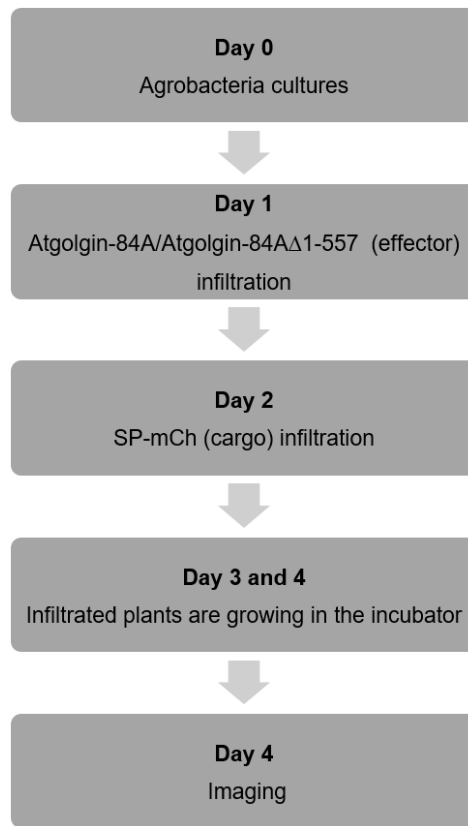 Day 0
Agrobacteria cultures
Day 1
Atgolgin-84A/Atgolgin-84AΔ1-557 (effector)
infiltration
Day 2
SP-mCh (cargo) infiltration
Day 3 and 4
Infiltrated plants are growing in the incubator
Day 4
Imaging